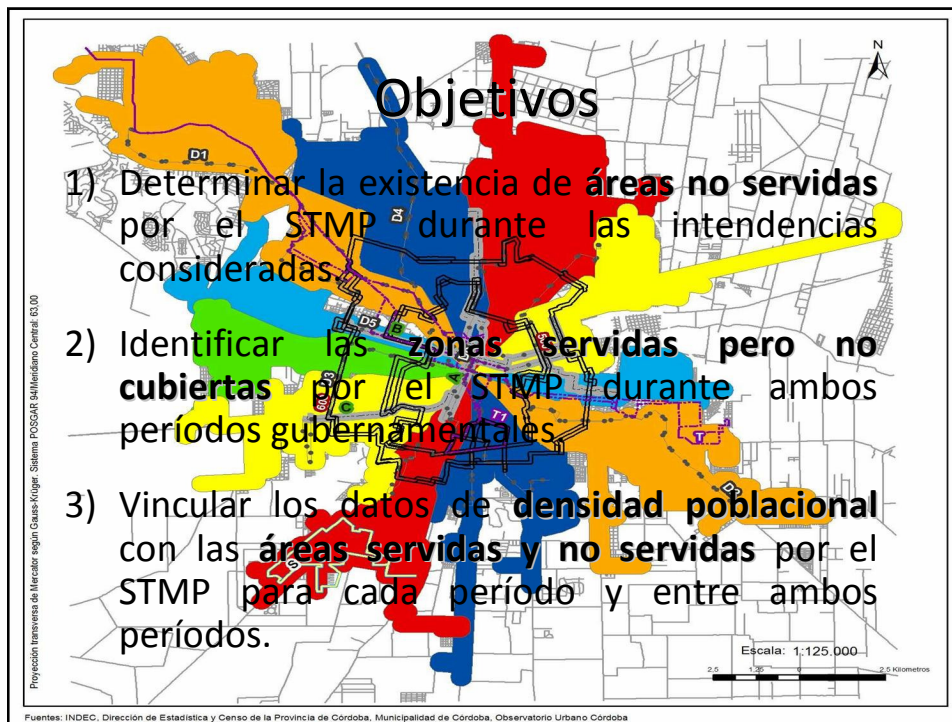 Objetivos
N
1) Determinar la existencia de áreas no servidas
por el STMP durante las intendencias
consideradas.
2) Identificar las zonas servidas pero no
cubiertas por el STMP durante ambos
períodos gubernamentales.
3) Vincular los datos de densidad poblacional
con las áreas servidas y no servidas por el
STMP para cada período y entre ambos
períodos.
D1
D4
D5
B
D3
A
C
T1
T
Escala: 1:125.000
2.5 1.25 0 2.5 Kilometros
Proyección transversa de Mercator según Gauss-Krüger. Sistema POSGAR 94/Meridiano Central: 63,00
Fuentes: INDEC, Dirección de Estadística y Censo de la Provincia de Córdoba, Municipalidad de Córdoba, Observatorio Urbano Córdoba